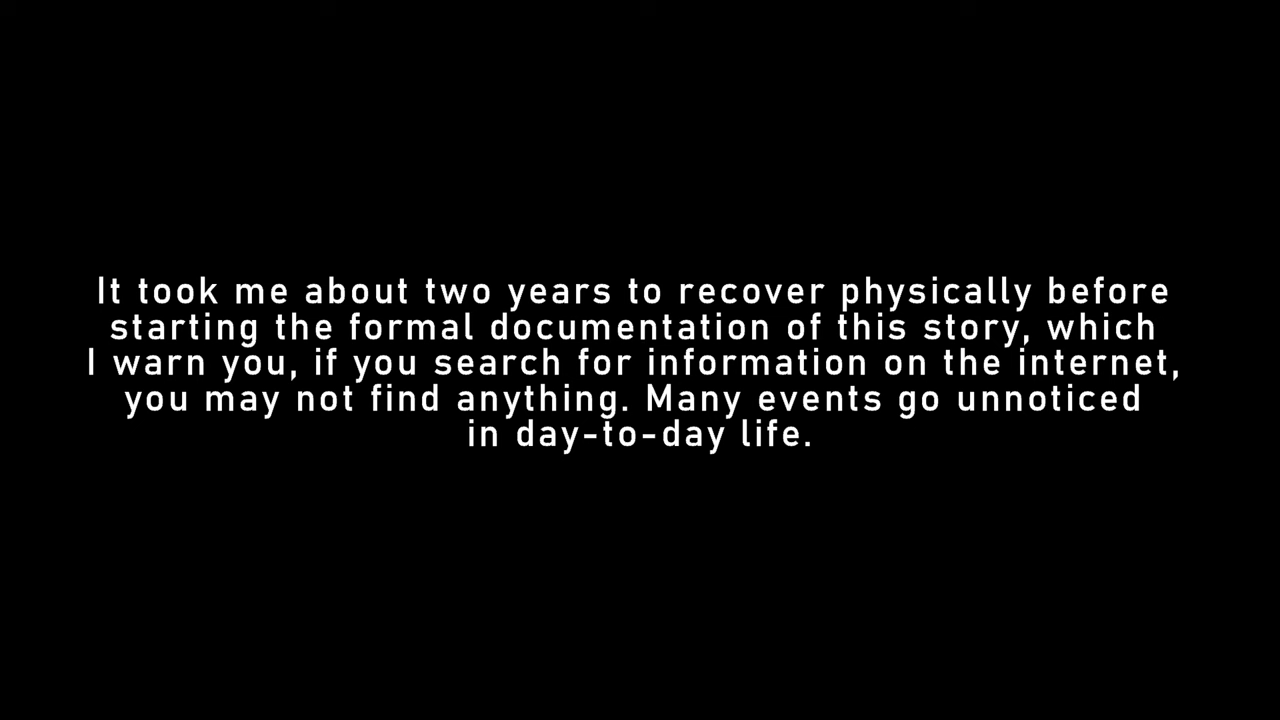 It took me about two years to recover physically before
starting the formal documentation of this story, which
I warn you, if you search for information on the internet,
you may not find anything. Many events go unnoticed
in day-to-day life.